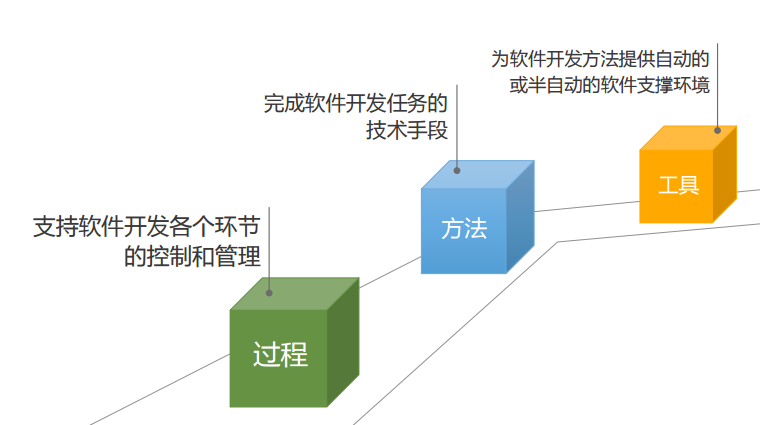 为软件开发方法提供自动的
或半自动的软件支撑环境
完成软件开发任务的
技术手段
工具
支持软件开发各个环节
的控制和管理
方法
过程